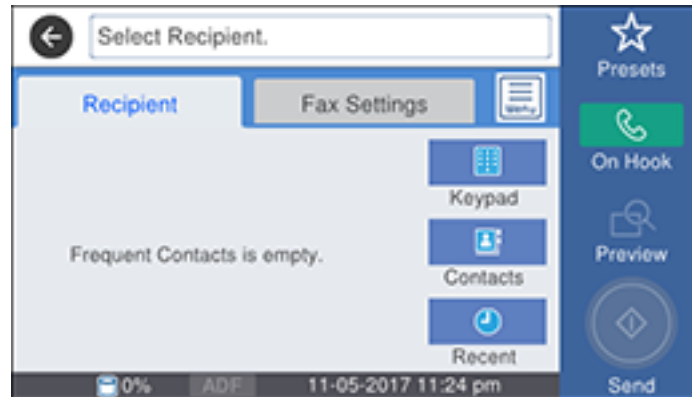 Select Recipient.
Presets
Recipient
Fax Settings
Menu
On Hook
Keypad
Frequent Contacts is empty.
Contacts
Preview
Recent
0%
ADF
11-05-2017 11:24 pm
Send